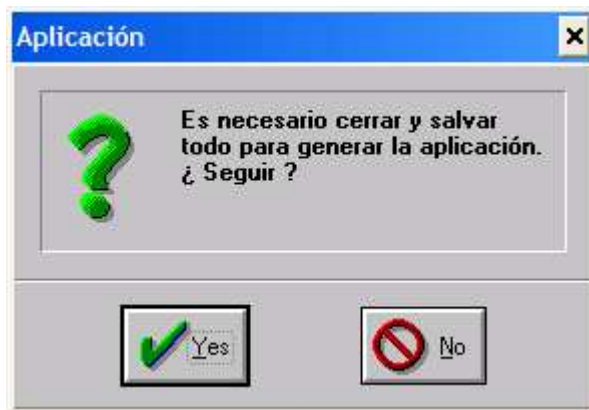 Aplicación
Es necesario cerrar y salvar
todo para generar la aplicación.
¿ Seguir ?
Yes
No